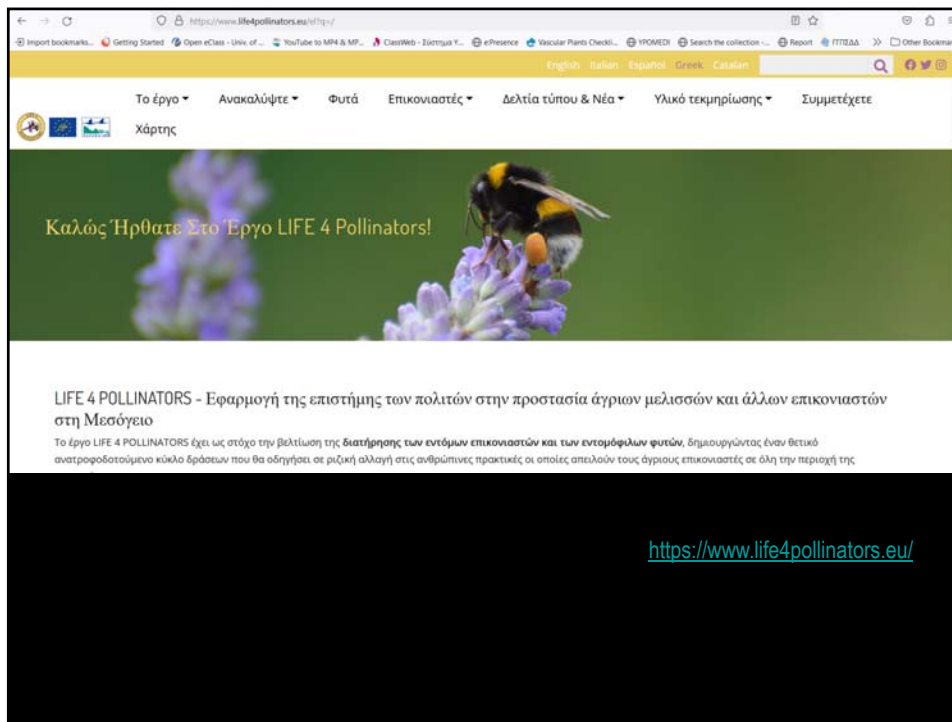 https://www.life4pollinators.eu/el?q=/
Import bookmarks... Getting Started Open eClass - Univ. of ... YouTube to MP4 & MP... ClassWeb - Σύστημα Υ... ePresence Vascular Plants Checkli... YPOMEDI Search the collection -... Report ΠΠΣΔΔ Other Bookmar
English Italian Español Greek Catalan
Το έργο Ανακαλύψτε Φυτά Επικονιαστές Δελτία τύπου & Νέα Υλικό τεκμηρίωσης Συμμετέχετε
Χάρτης
Καλώς Ήρθατε Στο Έργο LIFE 4 Pollinators!
LIFE 4 POLLINATORS - Εφαρμογή της επιστήμης των πολιτών στην προστασία άγριων μελισσών και άλλων επικονιαστών
στη Μεσόγειο
Το έργο LIFE 4 POLLINATORS έχει ως στόχο την βελτίωση της διατήρησης των εντόμων επικονιαστών και των εντομόφιλων φυτών, δημιουργώντας έναν θετικό
ανατροφοδοτούμενο κύκλο δράσεων που θα οδηγήσει σε ριζική αλλαγή στις ανθρώπινες πρακτικές οι οποίες απειλούν τους άγριους επικονιαστές σε όλη την περιοχή της
https://www.life4pollinators.eu/